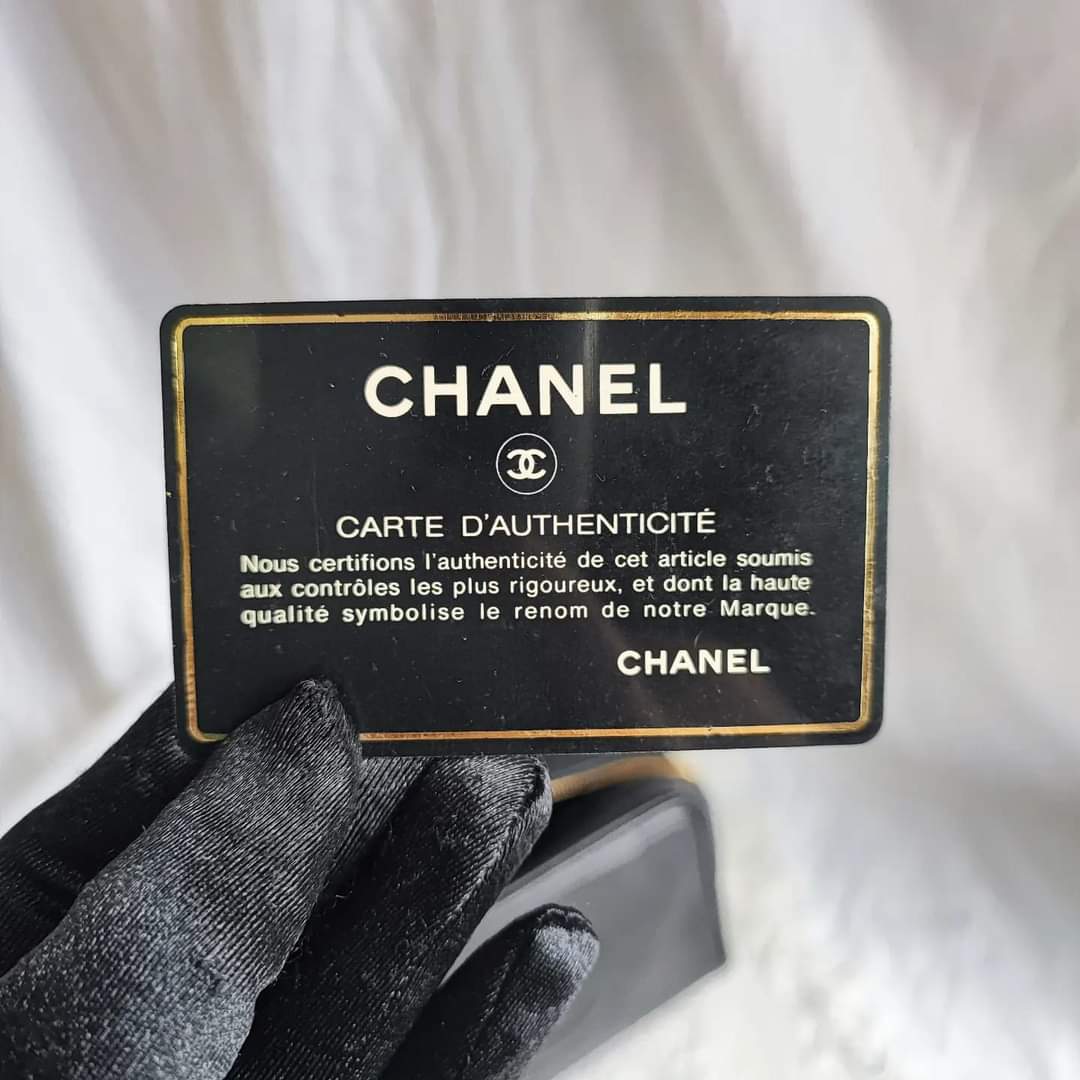 CHANEL
CARTE D'AUTHENTICITÉ
Nous certifions l'authenticité de cet article soumis
aux contrôles les plus rigoureux, et dont la haute
qualité symbolise le renom de notre Marque.
CHANEL